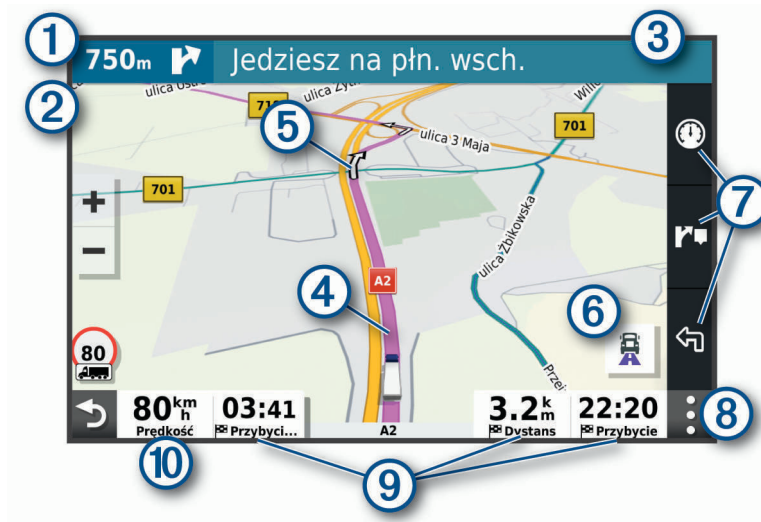 1
750m
Jedziesz na płn. wsch.
3
2
ulica
ulica
718
5
ulica 3 Maja
701
701
+
−
7
ulica Żbikowska
A2
4
6
80
80 km/h
Prędkość
03:41
Przybyci...
A2
3.2 km
Dystans
22:20
Przybycie
8
10
9